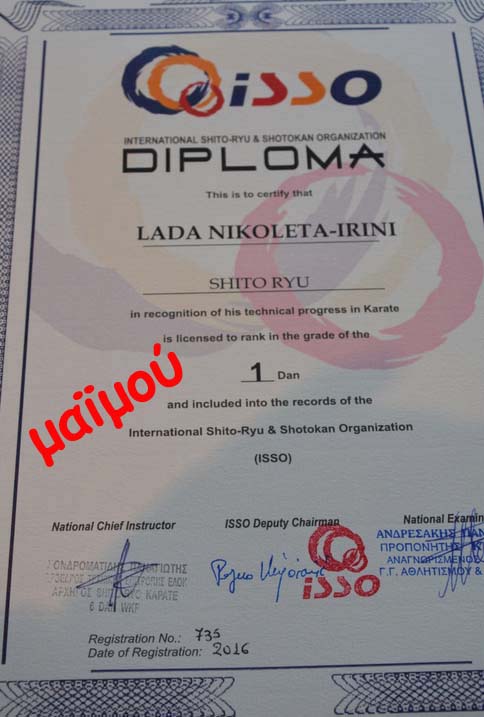 isso
INTERNATIONAL SHITO-RYU & SHOTOKAN ORGANIZATION
DIPLOMA
This is to certify that
LADA NIKOLETA-IRINI
SHITO RYU
in recognition of his technical progress in Karate
is licensed to rank in the grade of the
1 Dan
μαϊμού
and included into the records of the
International Shito-Ryu & Shotokan Organization
(ISSO)
National Chief Instructor
ISSO Deputy Chairman
National Examin
ΑΝΔΡΕΣΑΚΗΣ
ΠΡΟΠΟΝΗΤΗΣ
ΑΝΑΓΝΩΡΙΣΜΕΝΟΣ
Γ.Γ. ΑΘΛΗΤΙΣΜΟΥ &
isso
ΑΡΧΗΓΟΣ ΚΑΡΑΤΕ
6 DAN WKF
Registration No.: 735
Date of Registration: 2016